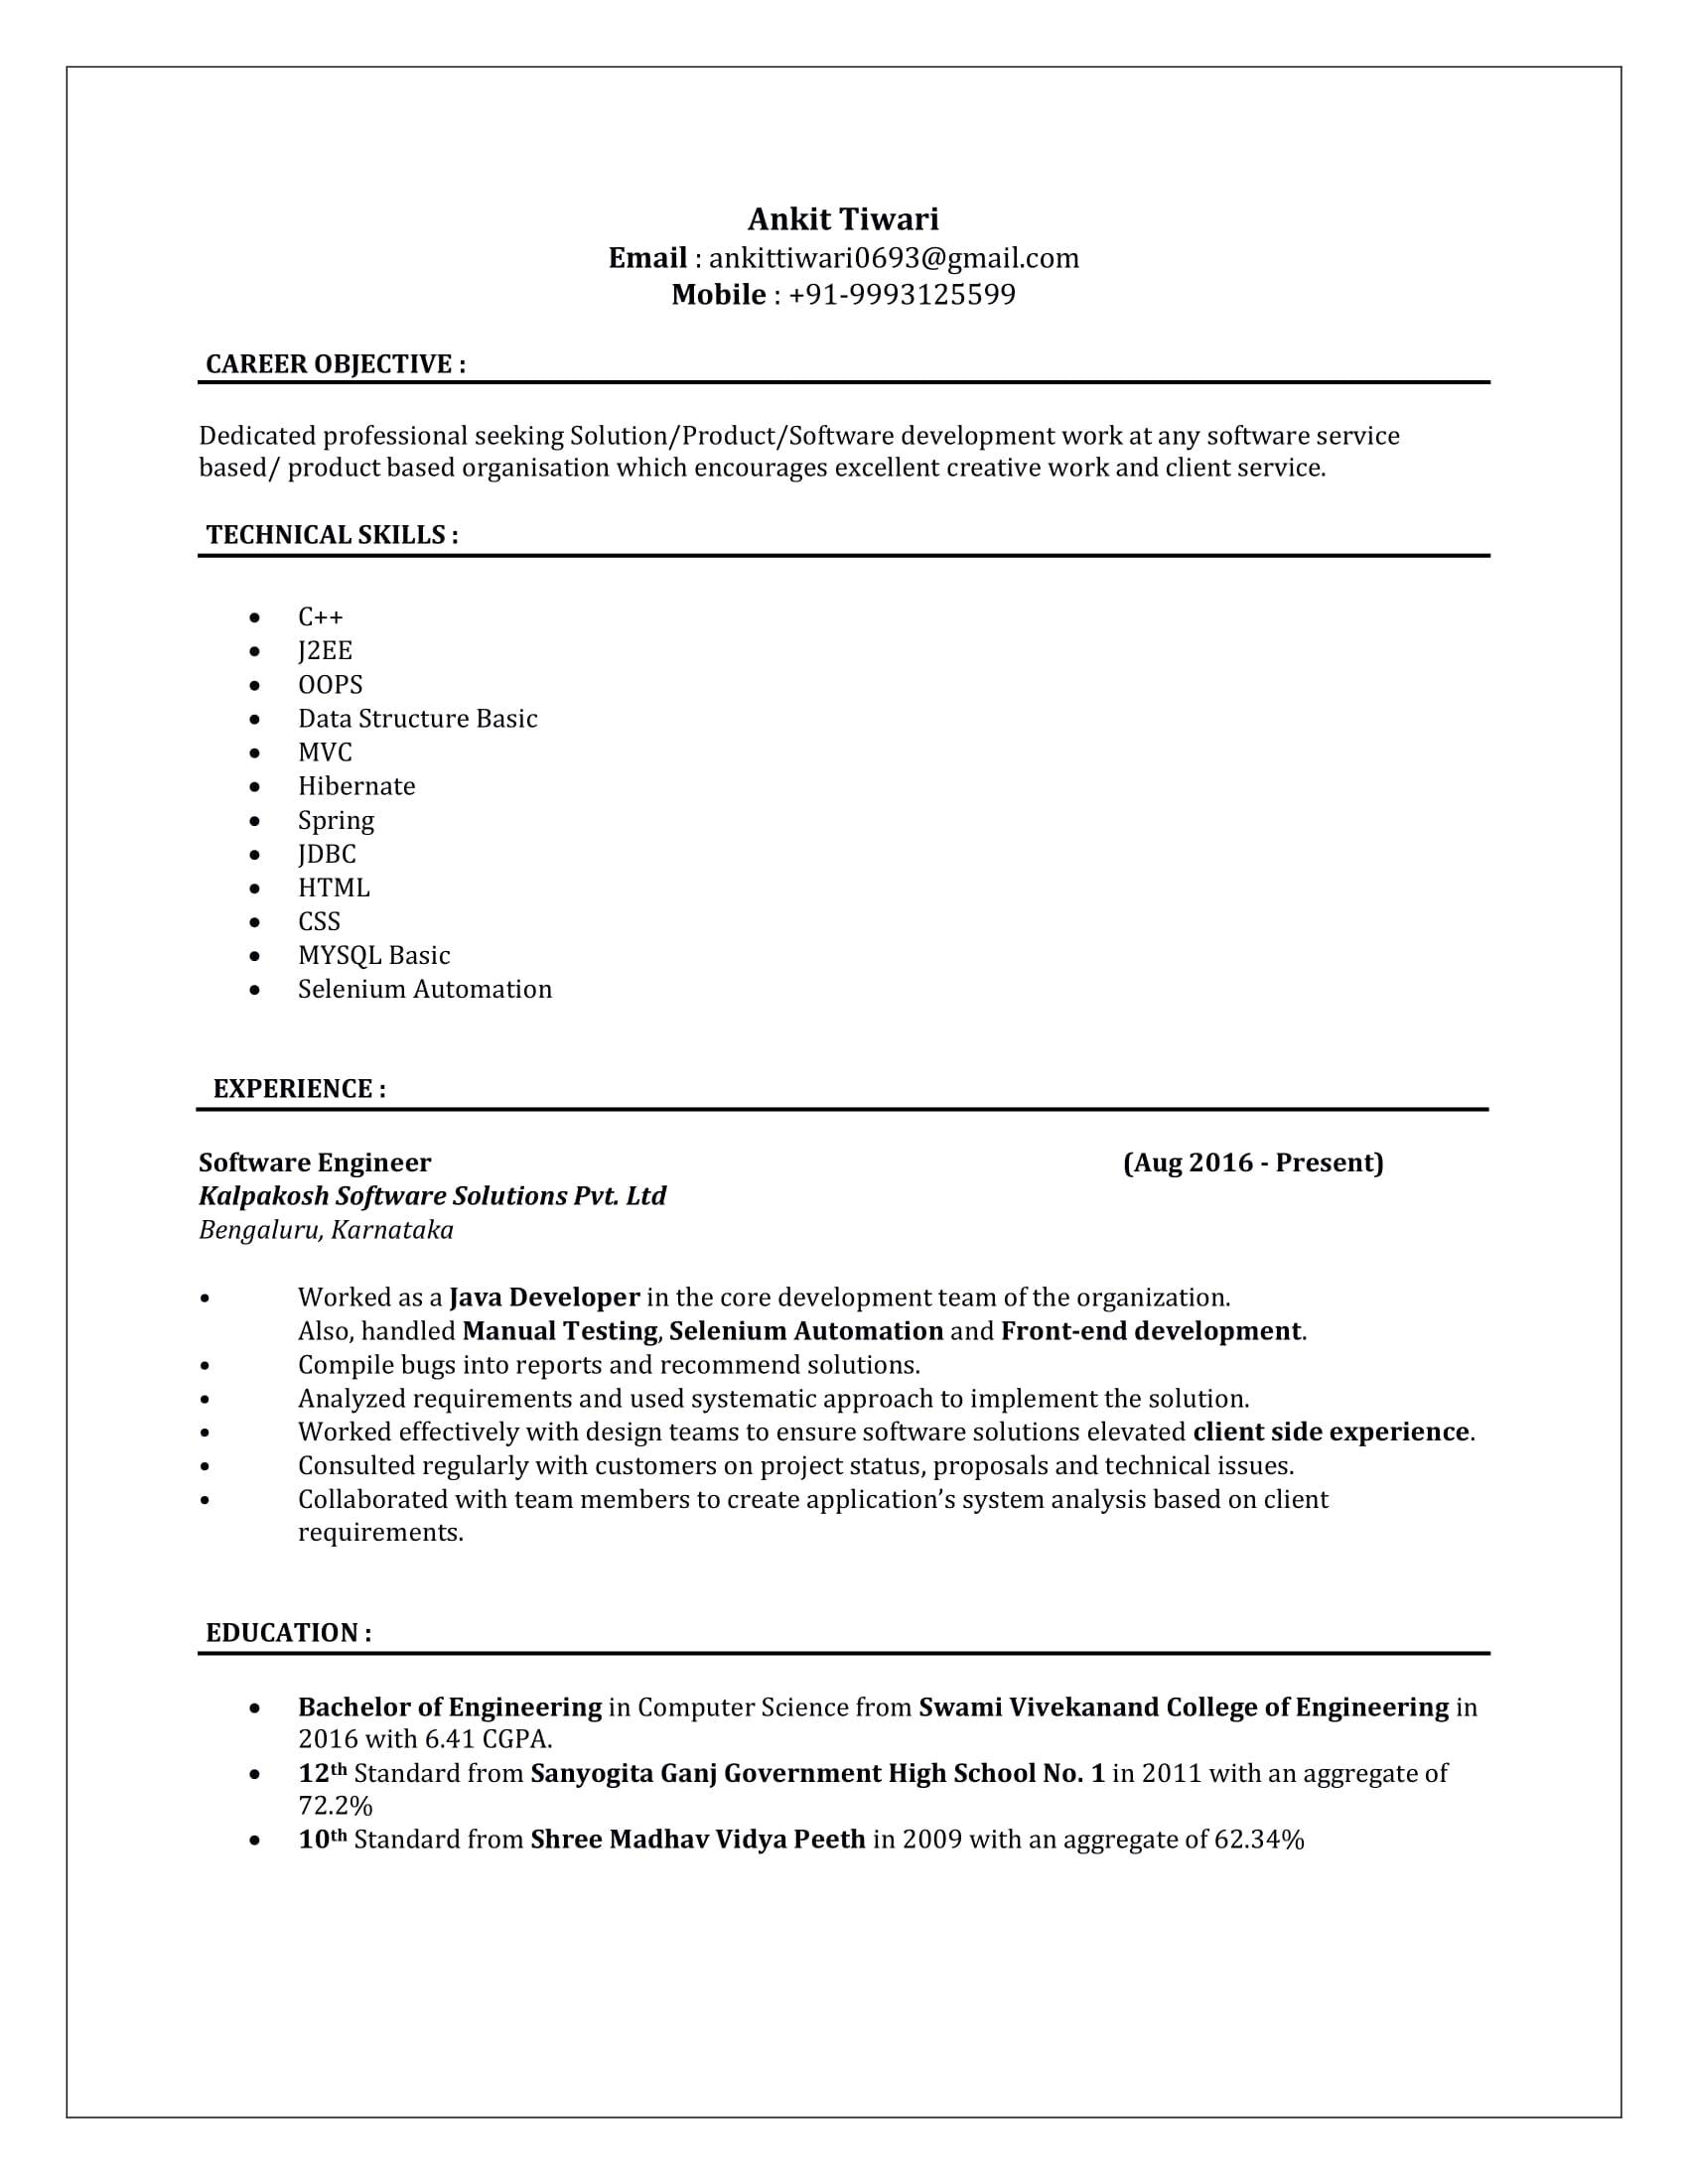 Ankit Tiwari
Email : ankittiwari0693@gmail.com
Mobile : +91-9993125599
CAREER OBJECTIVE :
Dedicated professional seeking Solution/Product/Software development work at any software service
based/ product based organisation which encourages excellent creative work and client service.
TECHNICAL SKILLS :
• C++
• J2EE
• OOPS
• Data Structure Basic
• MVC
• Hibernate
• Spring
• JDBC
• HTML
• CSS
• MYSQL Basic
• Selenium Automation
EXPERIENCE :
Software Engineer (Aug 2016 - Present)
Kalpakosh Software Solutions Pvt. Ltd
Bengaluru, Karnataka
• Worked as a Java Developer in the core development team of the organization.
Also, handled Manual Testing, Selenium Automation and Front-end development.
• Compile bugs into reports and recommend solutions.
• Analyzed requirements and used systematic approach to implement the solution.
• Worked effectively with design teams to ensure software solutions elevated client side experience.
• Consulted regularly with customers on project status, proposals and technical issues.
• Collaborated with team members to create application’s system analysis based on client
requirements.
EDUCATION :
• Bachelor of Engineering in Computer Science from Swami Vivekanand College of Engineering in
2016 with 6.41 CGPA.
• 12th Standard from Sanyogita Ganj Government High School No. 1 in 2011 with an aggregate of
72.2%
• 10th Standard from Shree Madhav Vidya Peeth in 2009 with an aggregate of 62.34%